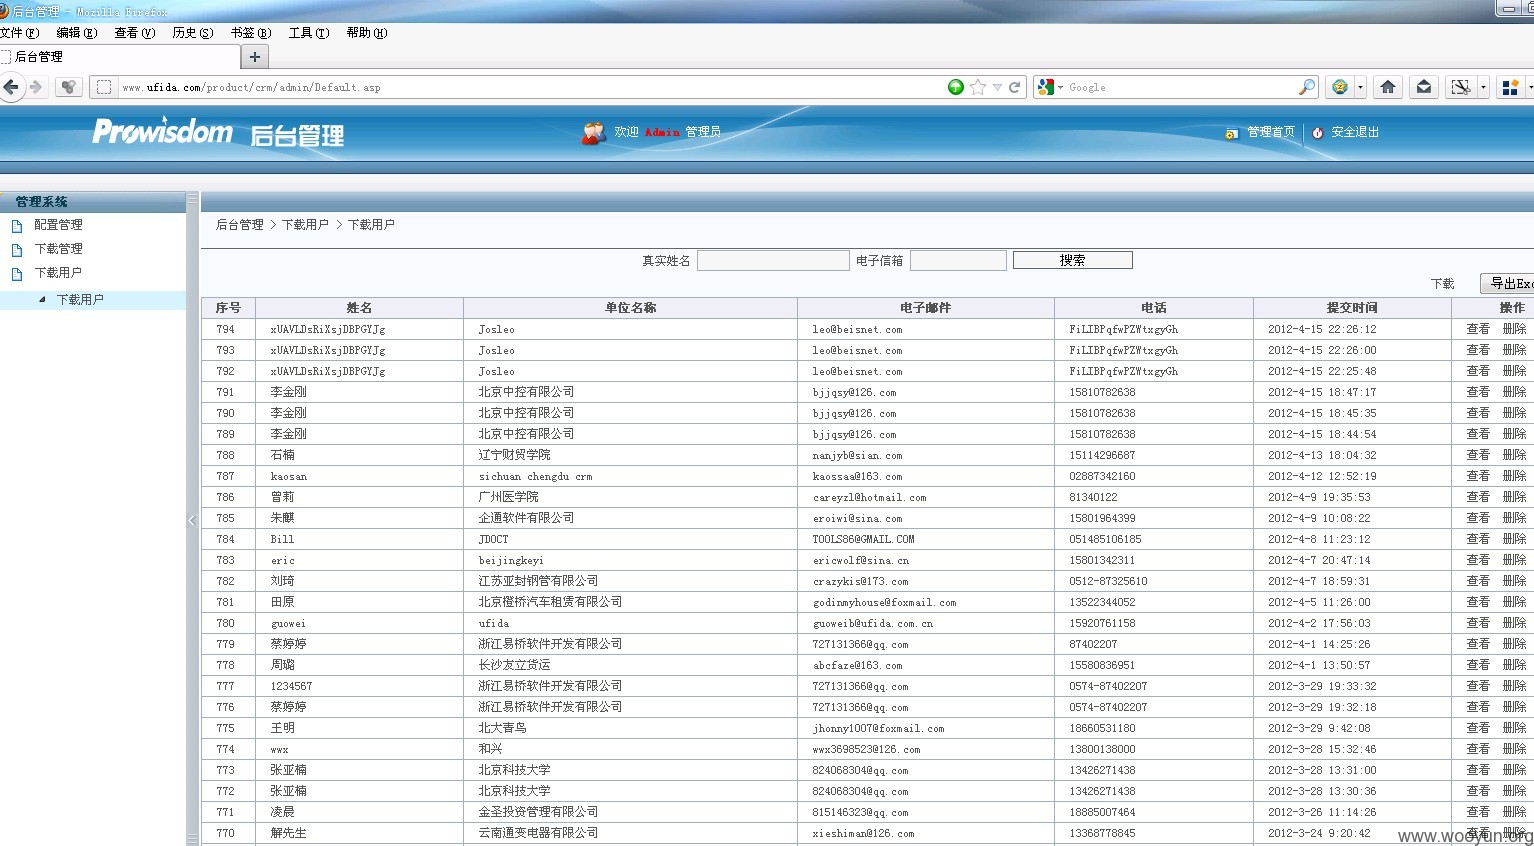 后台管理 - Mozilla Firefox
文件(F) 编辑(E) 查看(V) 历史(S) 书签(B) 工具(T) 帮助(H)
后台管理
www.ufida.com/product/crm/admin/Default.asp Google
Prowisdom 后台管理 欢迎 Admin 管理员 管理首页 安全退出
管理系统
配置管理
下载管理
下载用户
下载用户
后台管理 > 下载用户 > 下载用户
真实姓名 电子信箱 搜索
下载 导出Exc
序号 姓名 单位名称 电子邮件 电话 提交时间 操作
794 xUAVLDsRiXsjDBPGYJg Josleo leo@beisnet.com FiLIBPqfwPZWtxgyGh 2012-4-15 22:26:12 查看 删除
793 xUAVLDsRiXsjDBPGYJg Josleo leo@beisnet.com FiLIBPqfwPZWtxgyGh 2012-4-15 22:26:00 查看 删除
792 xUAVLDsRiXsjDBPGYJg Josleo leo@beisnet.com FiLIBPqfwPZWtxgyGh 2012-4-15 22:25:48 查看 删除
791 李金刚 北京中控有限公司 bjjqsy@126.com 15810782638 2012-4-15 18:47:17 查看 删除
790 李金刚 北京中控有限公司 bjjqsy@126.com 15810782638 2012-4-15 18:45:35 查看 删除
789 李金刚 北京中控有限公司 bjjqsy@126.com 15810782638 2012-4-15 18:44:54 查看 删除
788 石楠 辽宁财贸学院 nanjyb@sian.com 15114296687 2012-4-13 18:04:32 查看 删除
787 kaosan sichuan chengdu crm kaossaa@163.com 02887342160 2012-4-12 12:52:19 查看 删除
786 曾莉 广州医学院 careyzl@hotmail.com 81340122 2012-4-9 19:35:53 查看 删除
785 朱麒 企通软件有限公司 eroiwi@sina.com 15801964399 2012-4-9 10:08:22 查看 删除
784 Bill JDOCT TOOLS86@GMAIL.COM 051485106185 2012-4-8 11:23:12 查看 删除
783 eric beijingkeyi ericwolf@sina.cn 15801342311 2012-4-7 20:47:14 查看 删除
782 刘琦 江苏亚封钢管有限公司 crazykis@173.com 0512-87325610 2012-4-7 18:59:31 查看 删除
781 田原 北京橙桥汽车租赁有限公司 godinmyhouse@foxmail.com 13522344052 2012-4-5 11:26:00 查看 删除
780 guowei ufida guoweib@ufida.com.cn 15920761158 2012-4-2 17:56:03 查看 删除
779 蔡婷婷 浙江易桥软件开发有限公司 727131366@qq.com 87402207 2012-4-1 14:25:26 查看 删除
778 周璐 长沙友立货运 abcfaze@163.com 15580836951 2012-4-1 13:50:57 查看 删除
777 1234567 浙江易桥软件开发有限公司 727131366@qq.com 0574-87402207 2012-3-29 19:33:32 查看 删除
776 蔡婷婷 浙江易桥软件开发有限公司 727131366@qq.com 0574-87402207 2012-3-29 19:32:18 查看 删除
775 王明 北大青鸟 jhonny1007@foxmail.com 18660531180 2012-3-29 9:42:08 查看 删除
774 wwx 和兴 wwx3698523@126.com 13800138000 2012-3-28 15:32:46 查看 删除
773 张亚楠 北京科技大学 824068304@qq.com 13426271438 2012-3-28 13:31:00 查看 删除
772 张亚楠 北京科技大学 824068304@qq.com 13426271438 2012-3-28 13:30:36 查看 删除
771 凌晨 金圣投资管理有限公司 815146323@qq.com 18885007464 2012-3-26 11:14:26 查看 删除
770 解先生 云南通变电器有限公司 xieshiman@126.com 13368778845 2012-3-24 9:20:42 查看 删除
www.wooyun.org